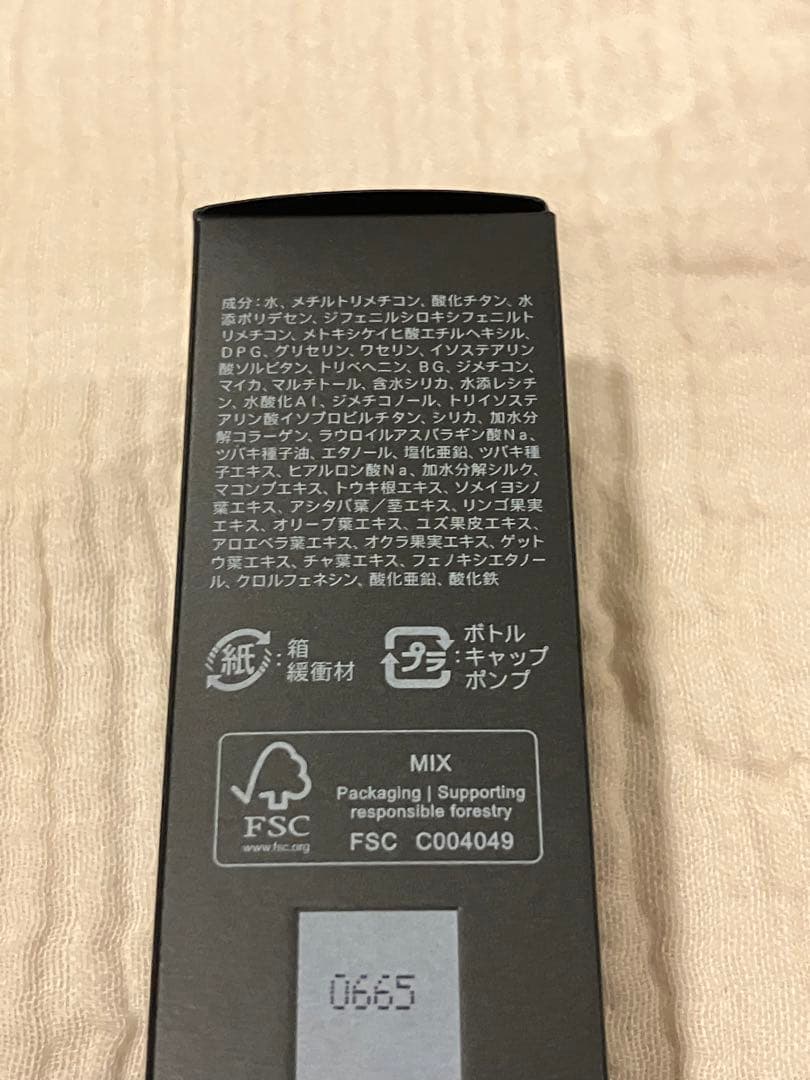 成分：水、メチルトリメチコン、酸化チタン、水
添ポリデセン、ジフェニルシロキシフェニルト
リメチコン、メトキシケイヒ酸エチルヘキシル、
ＤＰＧ、グリセリン、ワセリン、イソステアリン
酸ソルビタン、トリベヘニン、ＢＧ、ジメチコン、
マイカ、マルチトール、含水シリカ、水添レシチ
ン、水酸化Ａｌ、ジメチコノール、トリイソステ
アリン酸イソプロピルチタン、シリカ、加水分
解コラーゲン、ラウロイルアスパラギン酸Ｎａ、
ツバキ種子油、エタノール、塩化亜鉛、ツバキ種
子エキス、ヒアルロン酸Ｎａ、加水分解シルク、
マコンブエキス、トウキ根エキス、ソメイヨシノ
葉エキス、アシタバ葉／茎エキス、リンゴ果実
エキス、オリーブ葉エキス、ユズ果皮エキス、
アロエベラ葉エキス、オクラ果実エキス、ゲット
ウ葉エキス、チャ葉エキス、フェノキシエタノー
ル、クロルフェネシン、酸化亜鉛、酸化鉄
紙：箱
緩衝材
プラ：ボトル
キャップ
ポンプ
FSC
www.fsc.org
MIX
Packaging | Supporting
responsible forestry
FSC C004049
0665